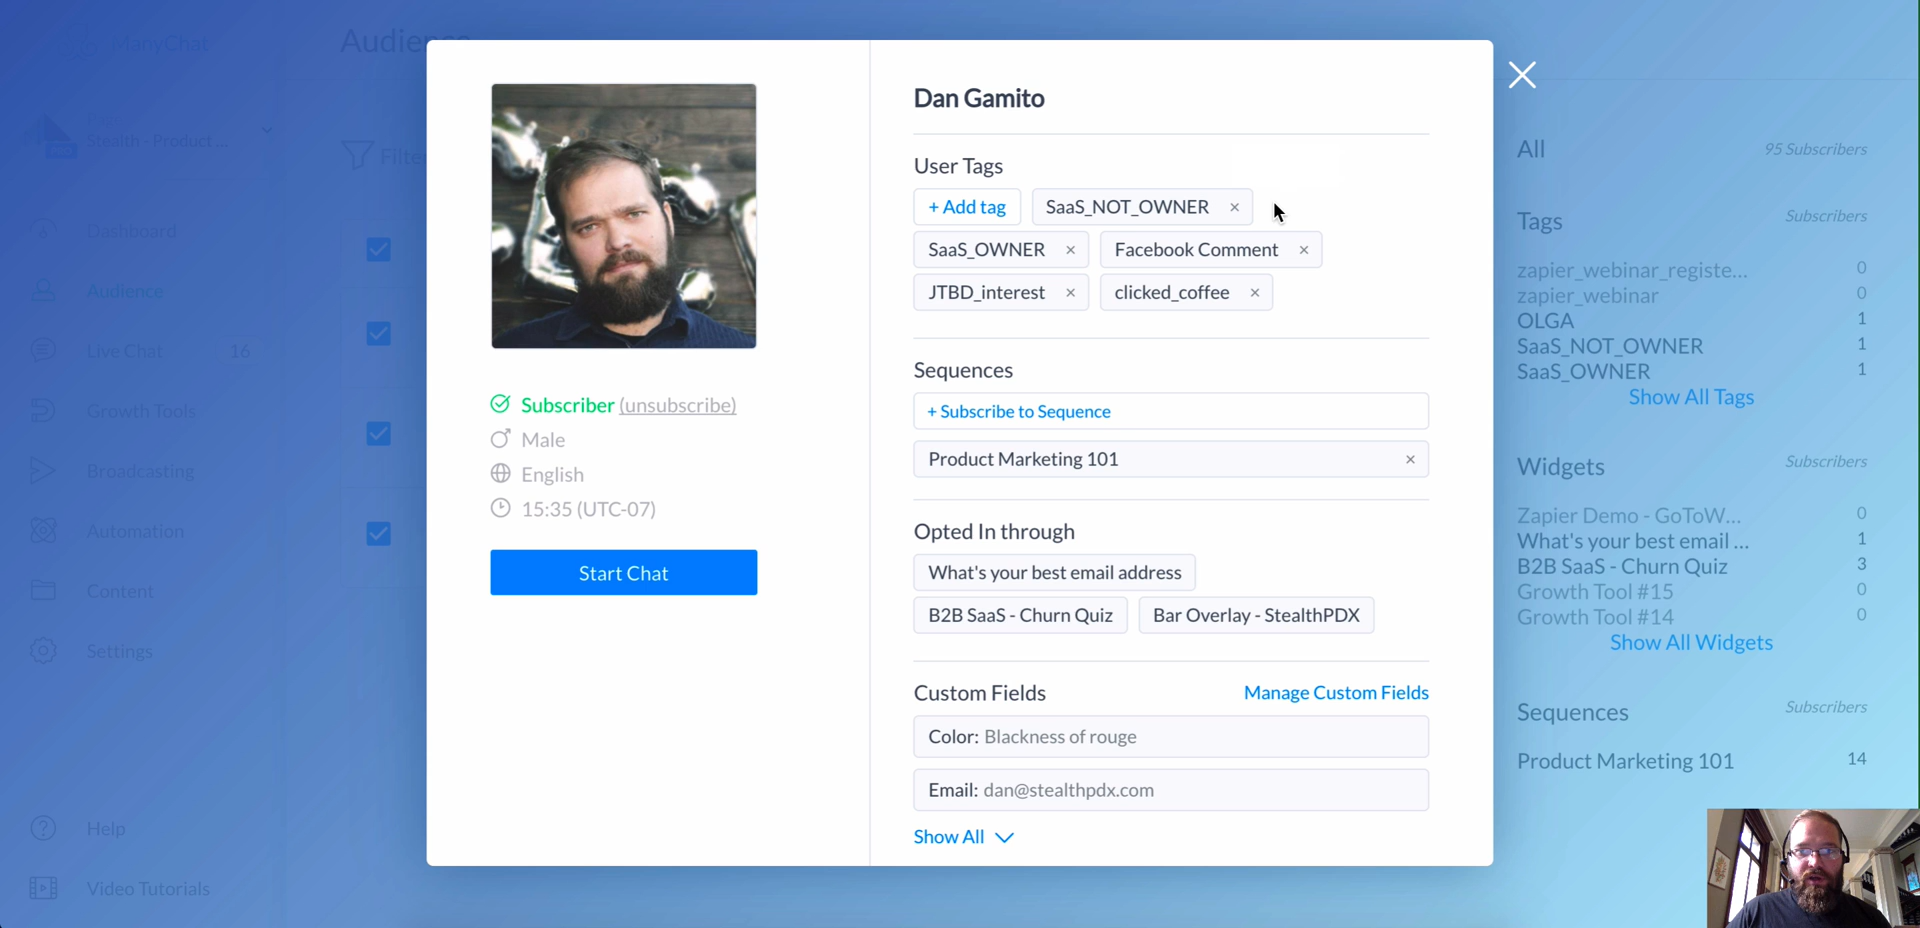 ManyChat
Audience
Page
Stealth - Product ...
Filter
Dashboard
Audience
Live Chat 16
Growth Tools
Broadcasting
Automation
Content
Settings
Help
Video Tutorials
Subscriber (unsubscribe)
Male
English
15:35 (UTC-07)
Start Chat
Dan Gamito
User Tags
+ Add tag SaaS_NOT_OWNER ×
SaaS_OWNER × Facebook Comment ×
JTBD_interest × clicked_coffee ×
Sequences
+ Subscribe to Sequence
Product Marketing 101 ×
Opted In through
What's your best email address
B2B SaaS - Churn Quiz Bar Overlay - StealthPDX
Custom Fields Manage Custom Fields
Color: Blackness of rouge
Email: dan@stealthpdx.com
Show All
All 95 Subscribers
Tags Subscribers
zapier_webinar_registe... 0
zapier_webinar 0
OLGA 1
SaaS_NOT_OWNER 1
SaaS_OWNER 1
Show All Tags
Widgets Subscribers
Zapier Demo - GoToW... 0
What's your best email ... 1
B2B SaaS - Churn Quiz 3
Growth Tool #15 0
Growth Tool #14 0
Show All Widgets
Sequences Subscribers
Product Marketing 101 14